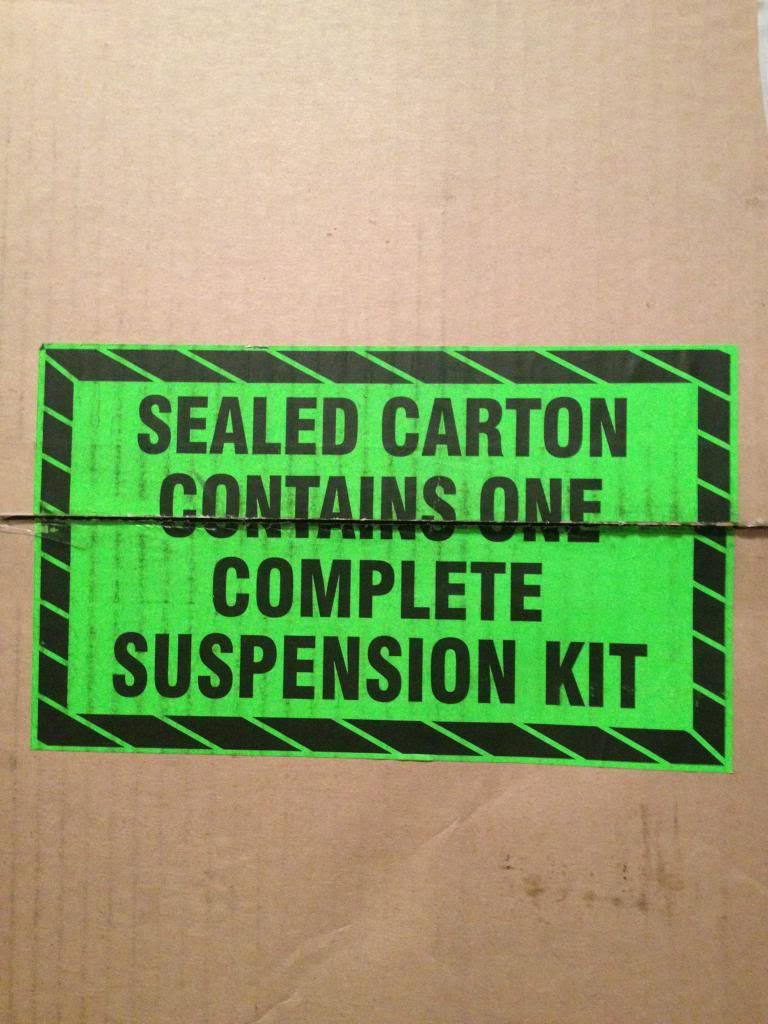 SEALED CARTON
CONTAINS ONE
COMPLETE
SUSPENSION KIT